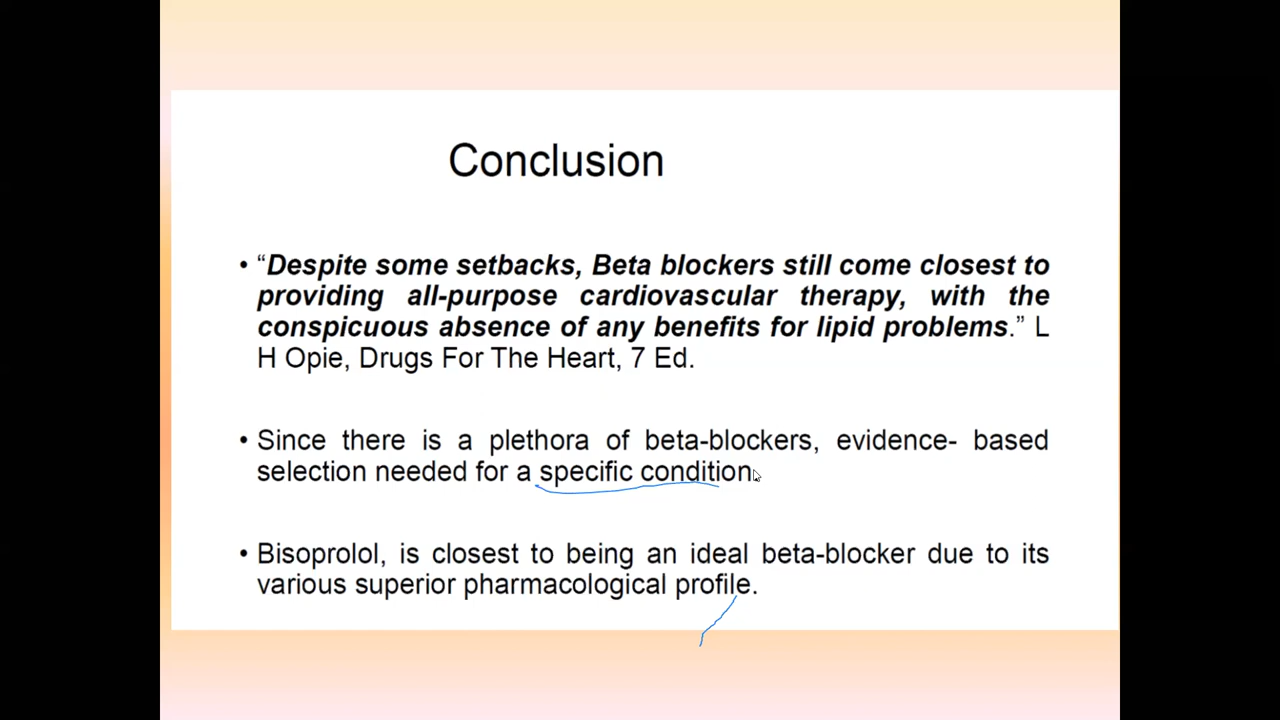 Conclusion
• “Despite some setbacks, Beta blockers still come closest to
providing all-purpose cardiovascular therapy, with the
conspicuous absence of any benefits for lipid problems.” L
H Opie, Drugs For The Heart, 7 Ed.
• Since there is a plethora of beta-blockers, evidence- based
selection needed for a specific condition.
• Bisoprolol, is closest to being an ideal beta-blocker due to its
various superior pharmacological profile.